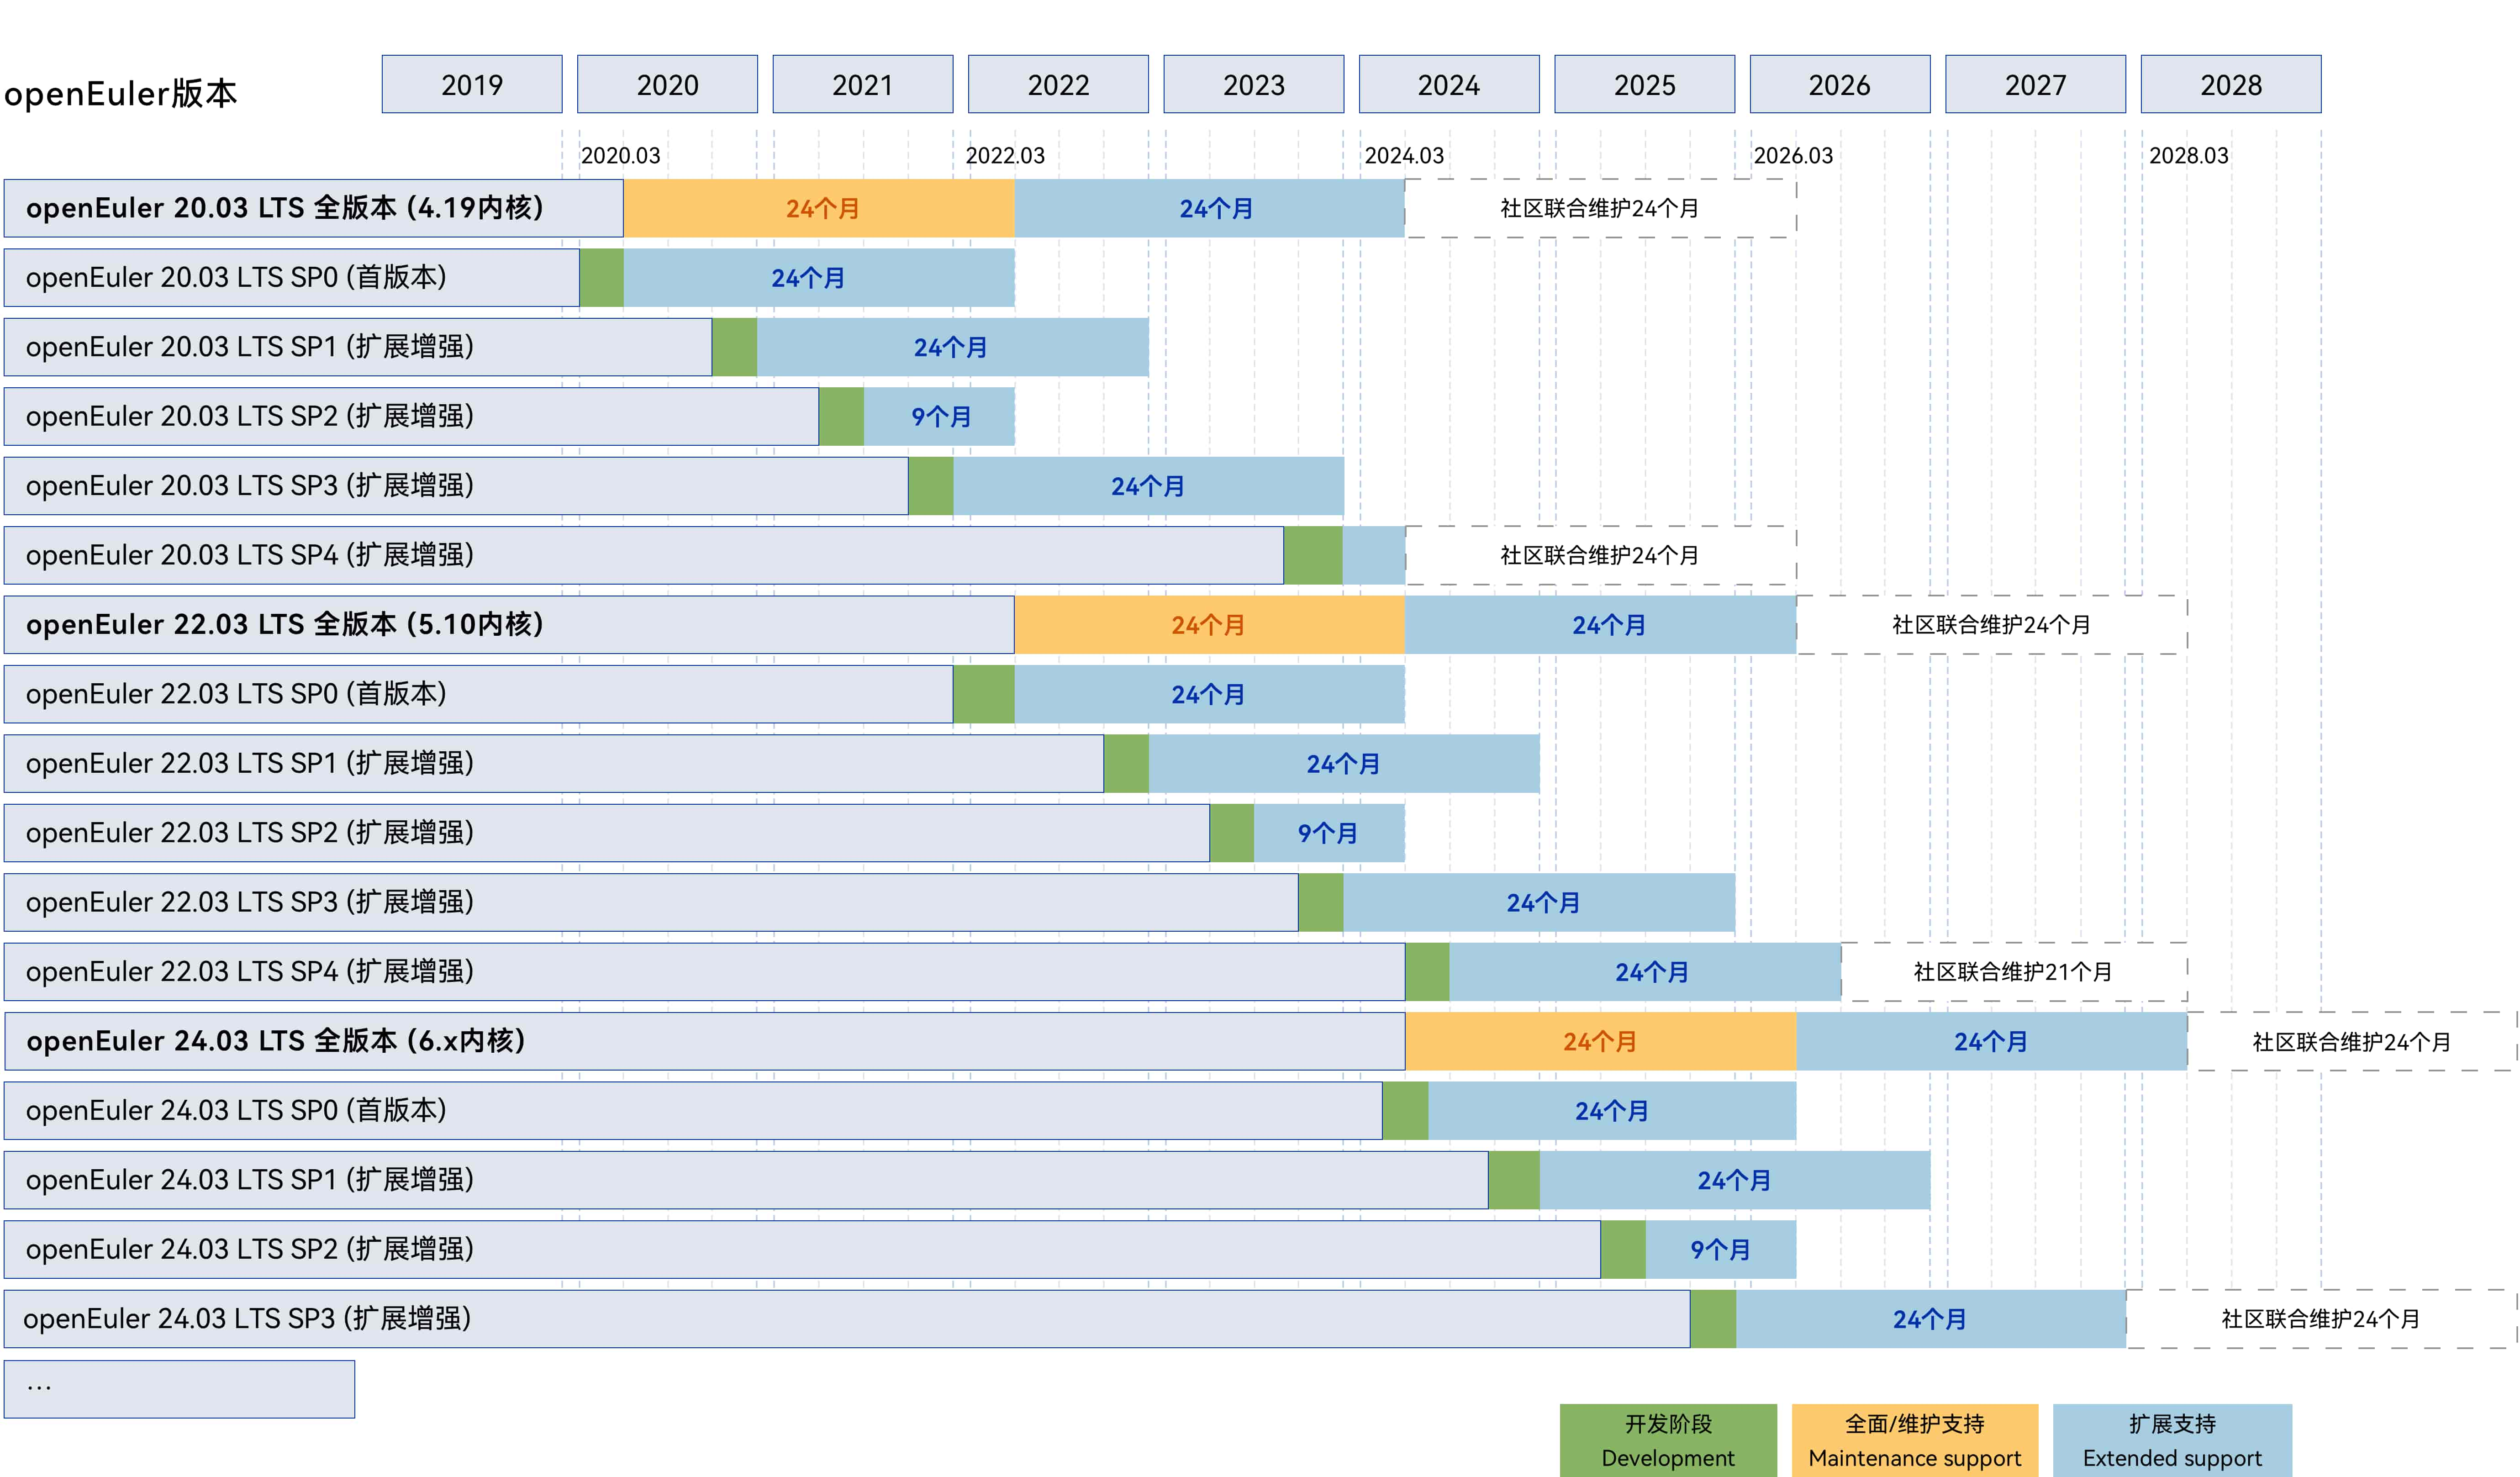 openEuler版本
2019 2020 2021 2022 2023 2024 2025 2026 2027 2028
2020.03 2022.03 2024.03 2026.03 2028.03
openEuler 20.03 LTS 全版本 (4.19内核) 24个月 24个月 社区联合维护24个月
openEuler 20.03 LTS SP0 (首版本) 24个月
openEuler 20.03 LTS SP1 (扩展增强) 24个月
openEuler 20.03 LTS SP2 (扩展增强) 9个月
openEuler 20.03 LTS SP3 (扩展增强) 24个月
openEuler 20.03 LTS SP4 (扩展增强) 社区联合维护24个月
openEuler 22.03 LTS 全版本 (5.10内核) 24个月 24个月 社区联合维护24个月
openEuler 22.03 LTS SP0 (首版本) 24个月
openEuler 22.03 LTS SP1 (扩展增强) 24个月
openEuler 22.03 LTS SP2 (扩展增强) 9个月
openEuler 22.03 LTS SP3 (扩展增强) 24个月
openEuler 22.03 LTS SP4 (扩展增强) 24个月 社区联合维护21个月
openEuler 24.03 LTS 全版本 (6.x内核) 24个月 24个月 社区联合维护24个月
openEuler 24.03 LTS SP0 (首版本) 24个月
openEuler 24.03 LTS SP1 (扩展增强) 24个月
openEuler 24.03 LTS SP2 (扩展增强) 9个月
openEuler 24.03 LTS SP3 (扩展增强) 24个月 社区联合维护24个月
...
开发阶段 全面/维护支持 扩展支持
Development Maintenance support Extended support